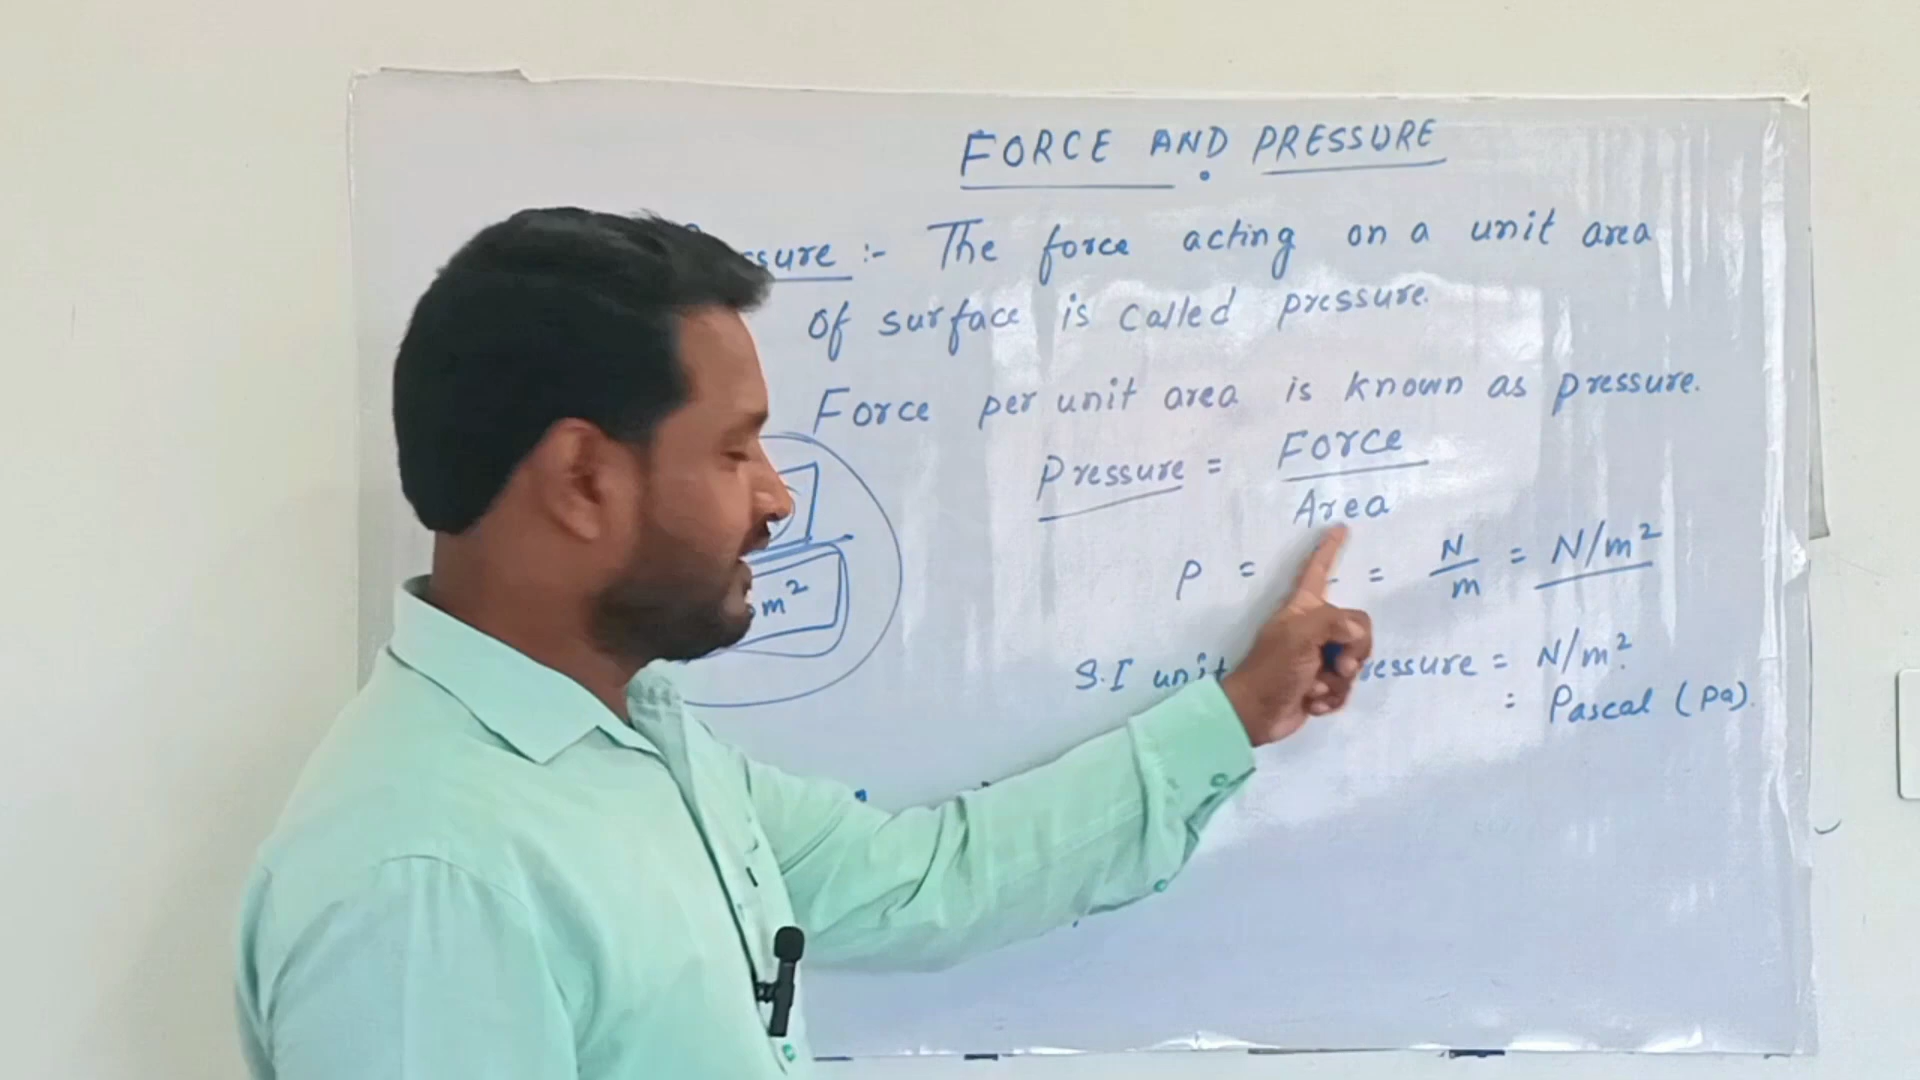 FORCE AND PRESSURE
ssure :- The force acting on a unit area
of surface is called pressure.
Force per unit area is known as pressure.
Pressure = Force
Area
m²
P = = N/m = N/m²
S.I unit ressure = N/m².
= Pascal (Pa).